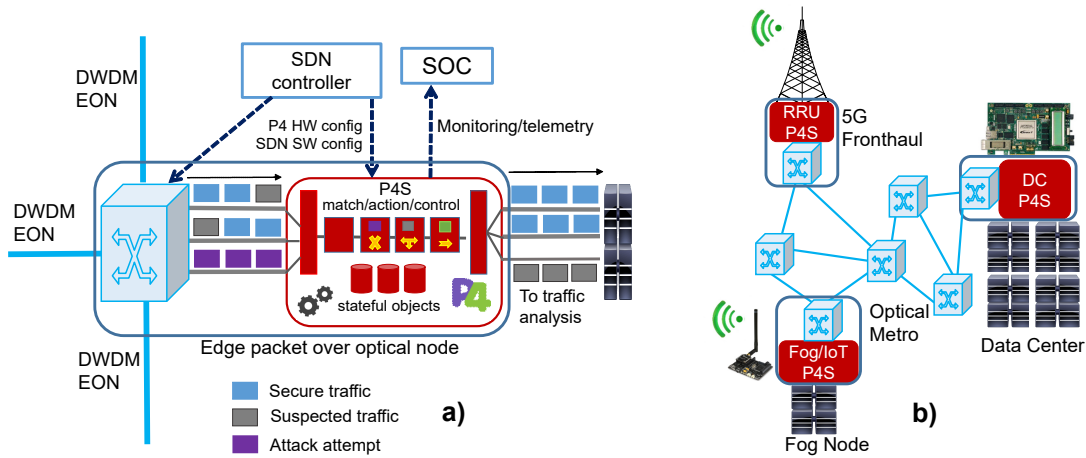 SDN
controller
SOC
DWDM
EON
P4 HW config
SDN SW config
Monitoring/telemetry
P4S
match/action/control
DWDM
EON
stateful objects
P4
To traffic
analysis
Edge packet over optical node
DWDM
EON
Secure traffic
Suspected traffic
Attack attempt
a)
RRU
P4S
5G
Fronthaul
DC
P4S
Optical
Metro
Fog/IoT
P4S
Data Center
Fog Node
b)